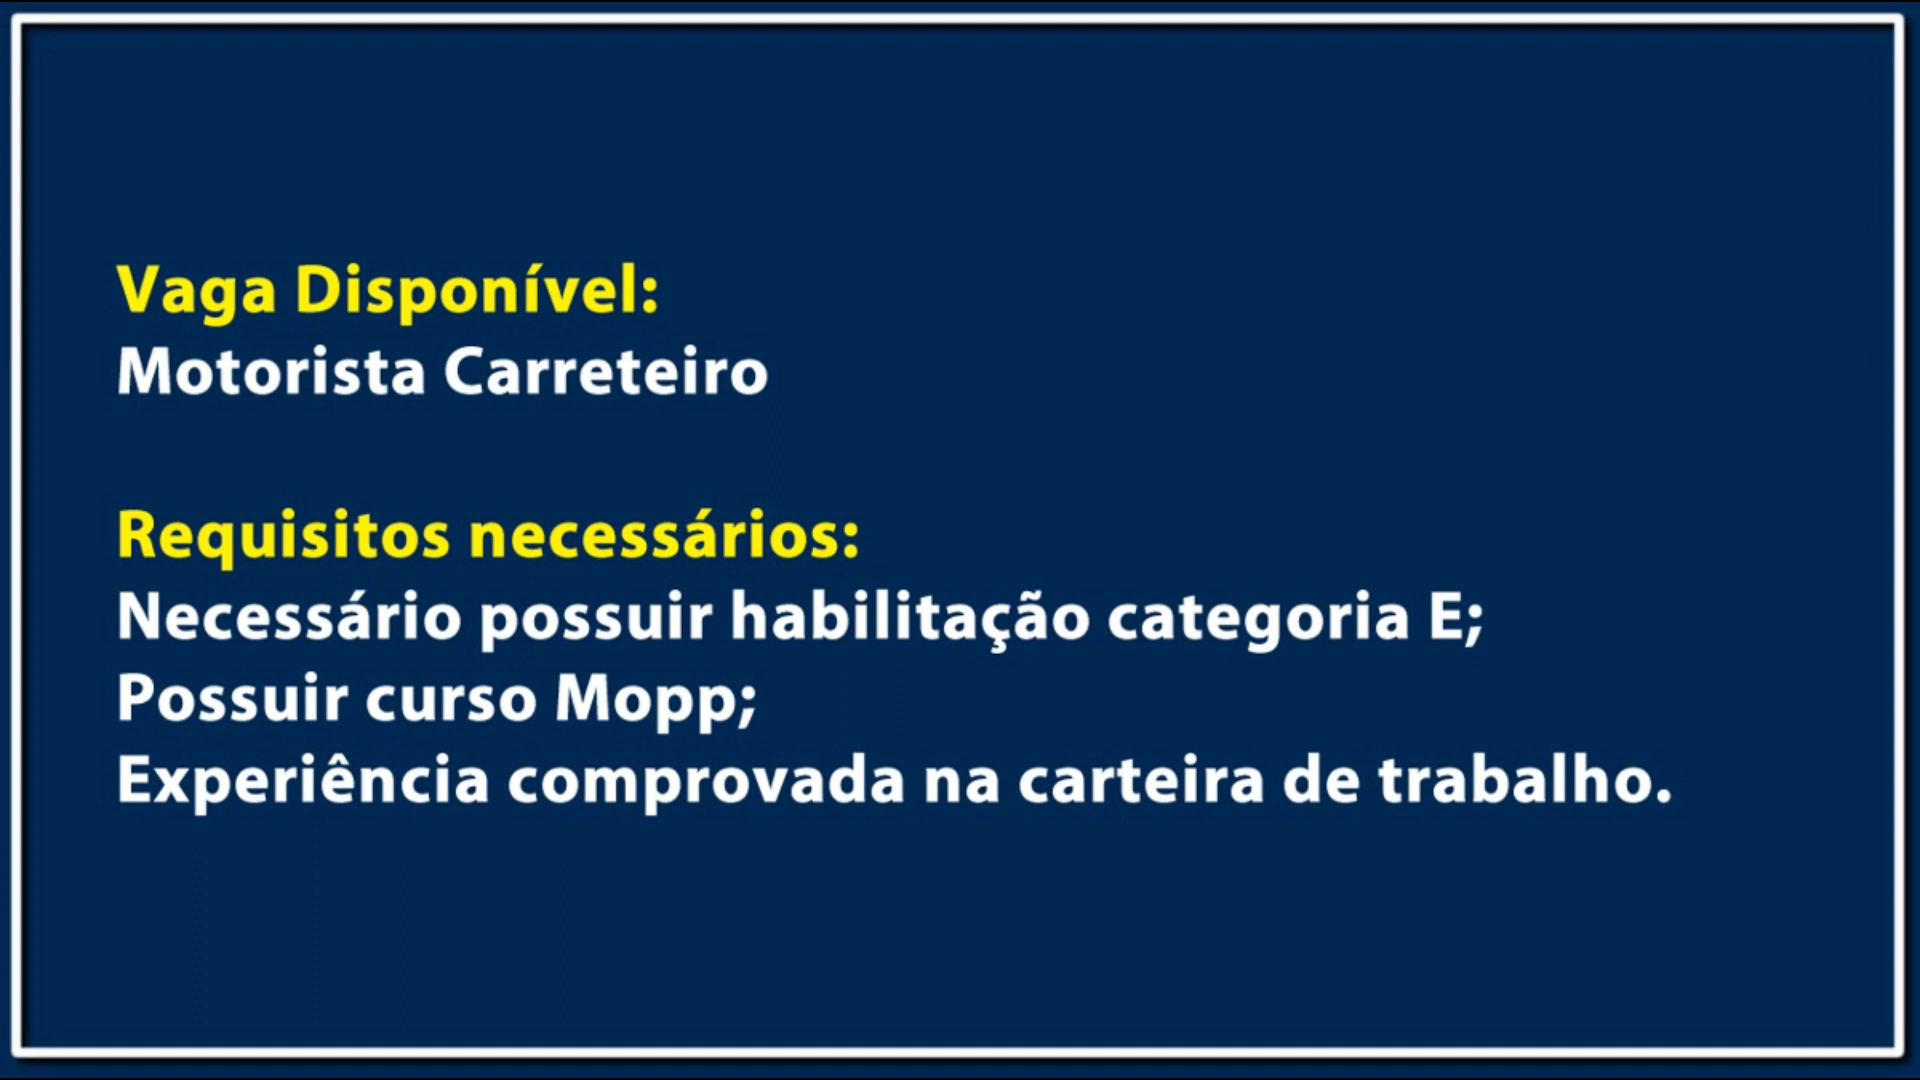 Vaga Disponível:
Motorista Carreteiro
Requisitos necessários:
Necessário possuir habilitação categoria E;
Possuir curso Mopp;
Experiência comprovada na carteira de trabalho.